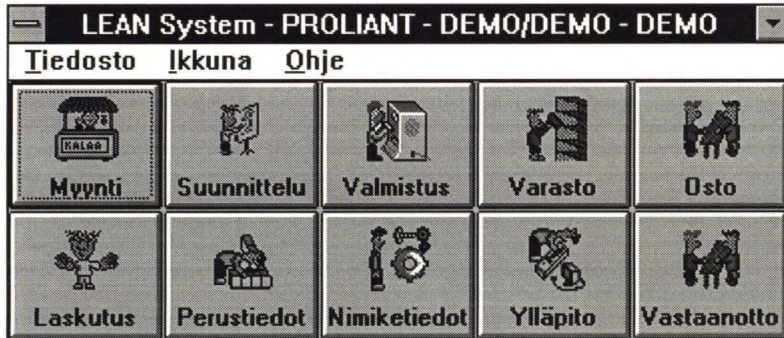 LEAN System - PROLIANT - DEMO/DEMO - DEMO
Tiedosto Ikkuna Ohje
KALAA
Myynti Suunnittelu Valmistus Varasto Osto
Laskutus Perustiedot Nimiketiedot Ylläpito Vastaanotto